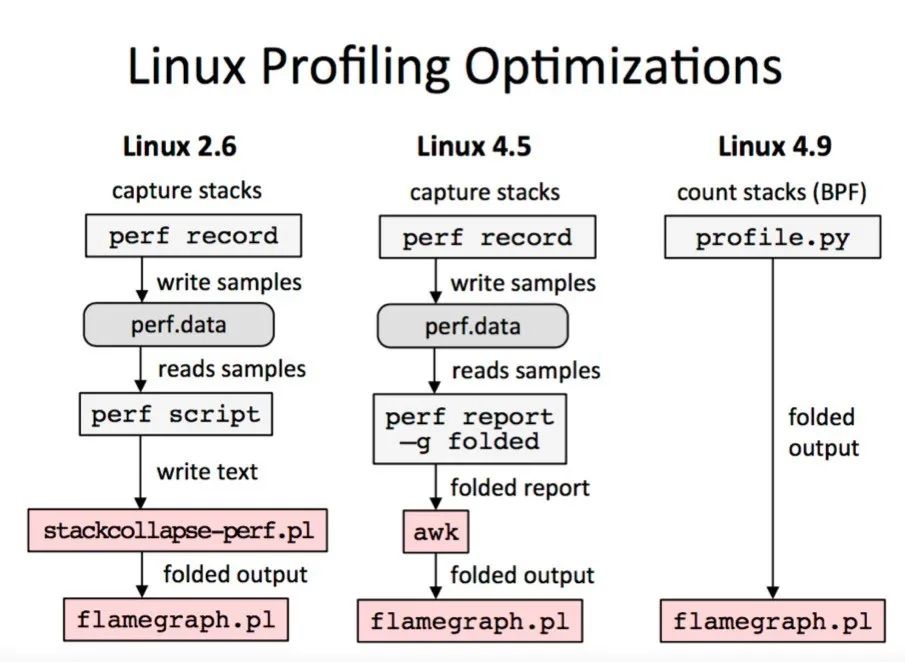 Linux Profiling Optimizations
Linux 2.6
capture stacks
perf record
write samples
perf.data
reads samples
perf script
write text
stackcollapse-perf.pl
folded output
flamegraph.pl
Linux 4.5
capture stacks
perf record
write samples
perf.data
reads samples
perf report
–g folded
folded report
awk
folded output
flamegraph.pl
Linux 4.9
count stacks (BPF)
profile.py
folded
output
flamegraph.pl